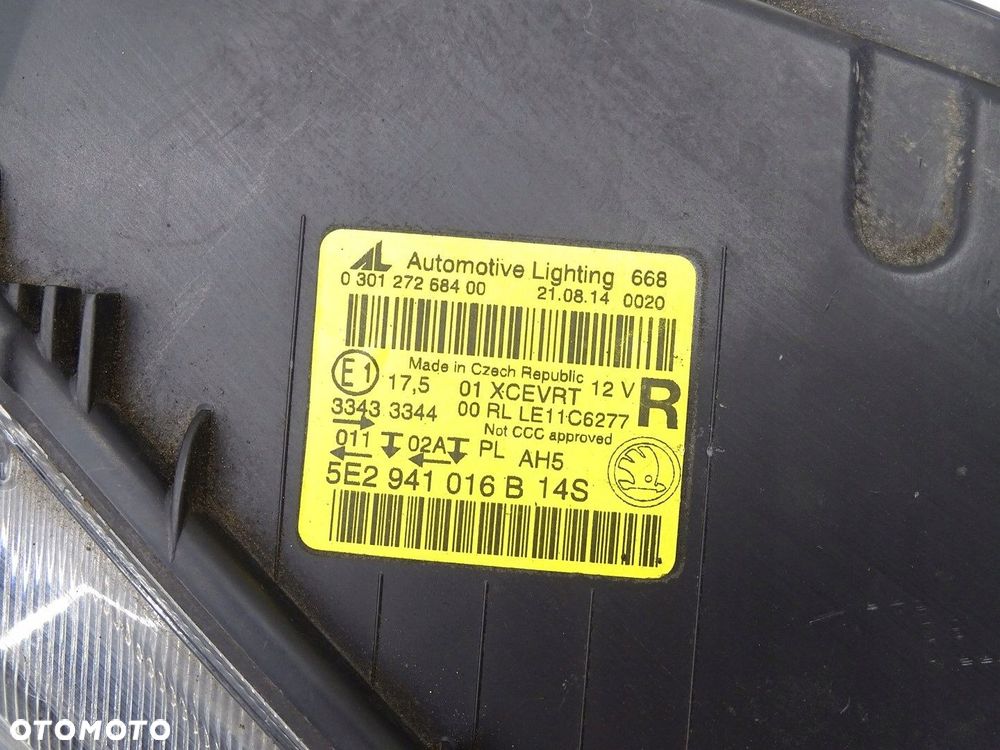 AL Automotive Lighting 668
0 301 272 684 00 21.08.14 0020
Made in Czech Republic 12 V R
E1 17,5 01 XCEVRT
3343 3344 00 RL LE11C6277
Not CCC approved
011 02A PL AH5
5E2 941 016 B 14S
OTOMOTO